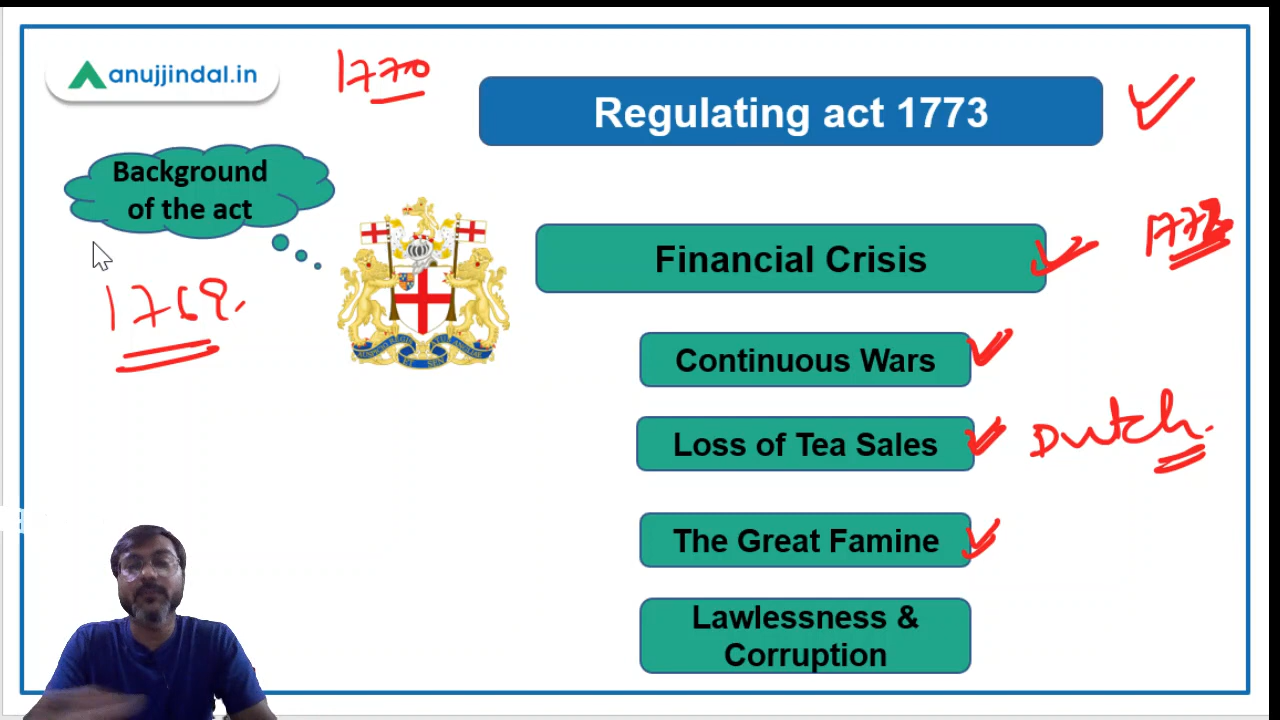 anujjindal.in
1770
Regulating act 1773
Background
of the act
Financial Crisis
1769.
Continuous Wars
Loss of Tea Sales
Dutch.
The Great Famine
Lawlessness &
Corruption